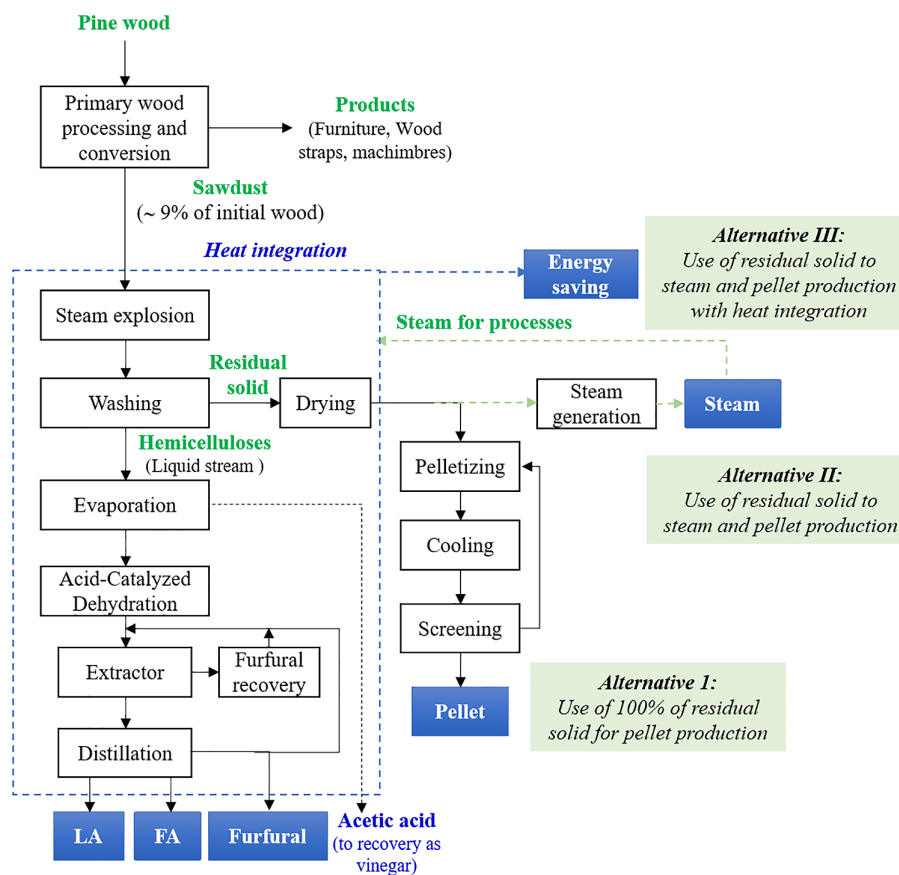 Pine wood
Primary wood
processing and
conversion
Products
(Furniture, Wood
straps, machimbres)
Sawdust
(~ 9% of initial wood)
Heat integration
Energy
saving
Alternative III:
Use of residual solid to
steam and pellet production
with heat integration
Steam explosion
Steam for processes
Residual
solid
Washing
Drying
Steam
generation
Steam
Hemicelluloses
(Liquid stream )
Pelletizing
Alternative II:
Use of residual solid to
steam and pellet production
Evaporation
Cooling
Acid-Catalyzed
Dehydration
Screening
Extractor
Furfural
recovery
Alternative 1:
Use of 100% of residual
solid for pellet production
Pellet
Distillation
LA
FA
Furfural
Acetic acid
(to recovery as
vinegar)